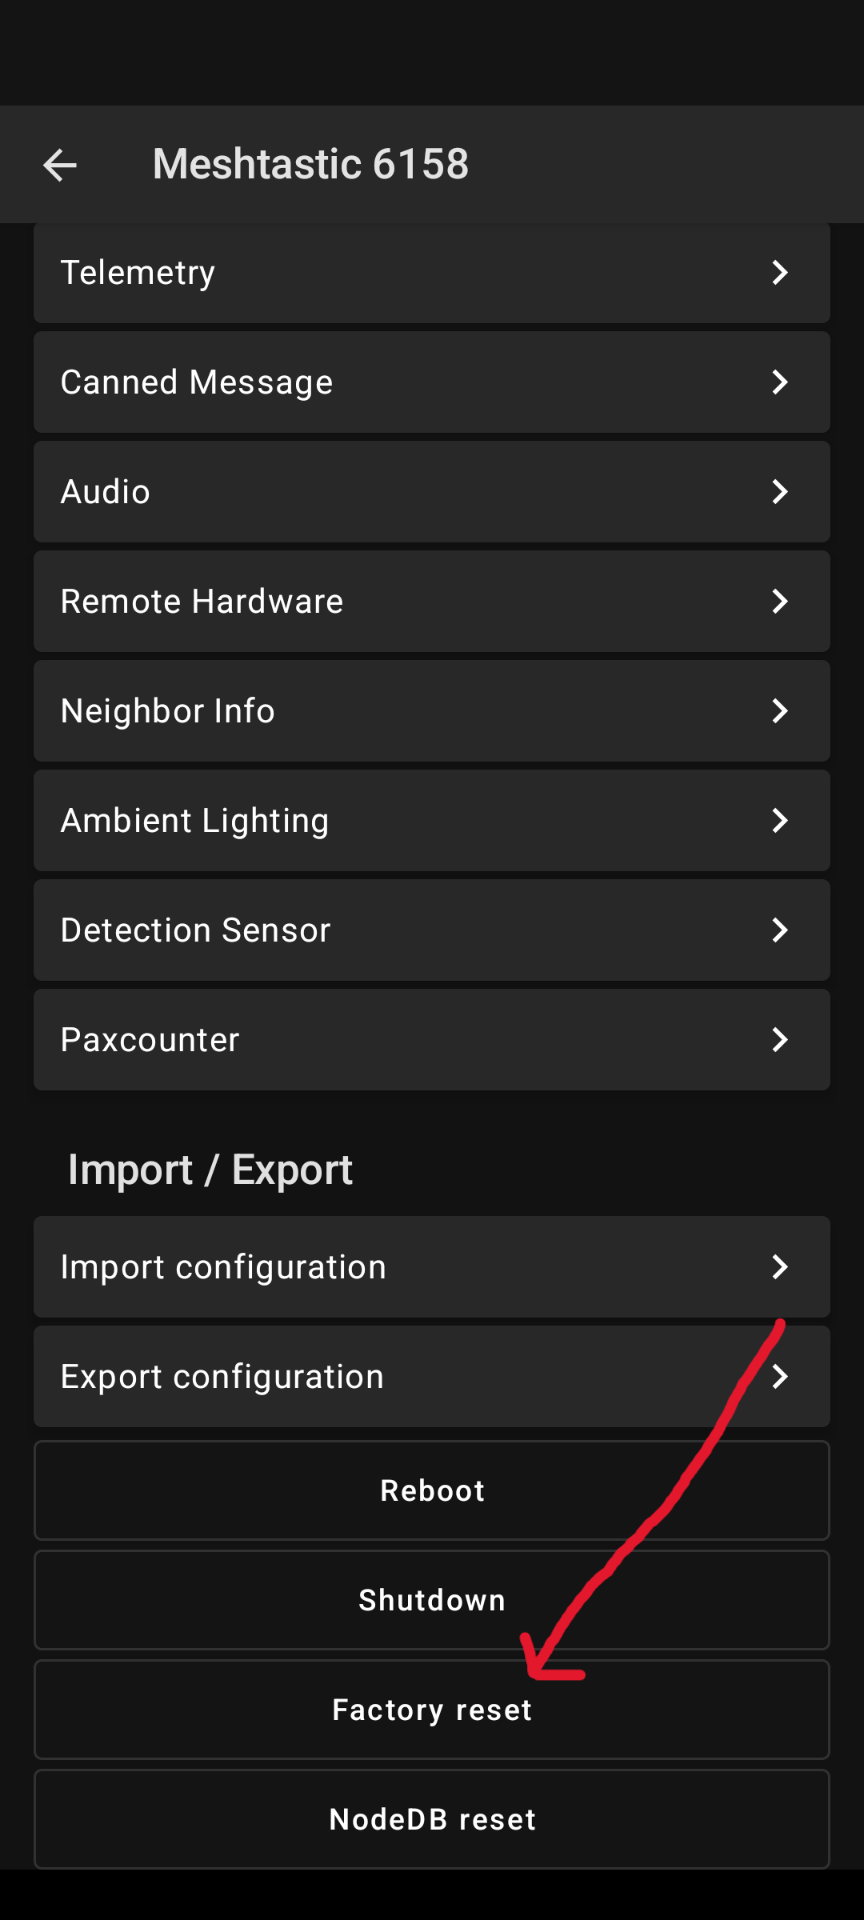 Meshtastic 6158
Telemetry
Canned Message
Audio
Remote Hardware
Neighbor Info
Ambient Lighting
Detection Sensor
Paxcounter
Import / Export
Import configuration
Export configuration
Reboot
Shutdown
Factory reset
NodeDB reset